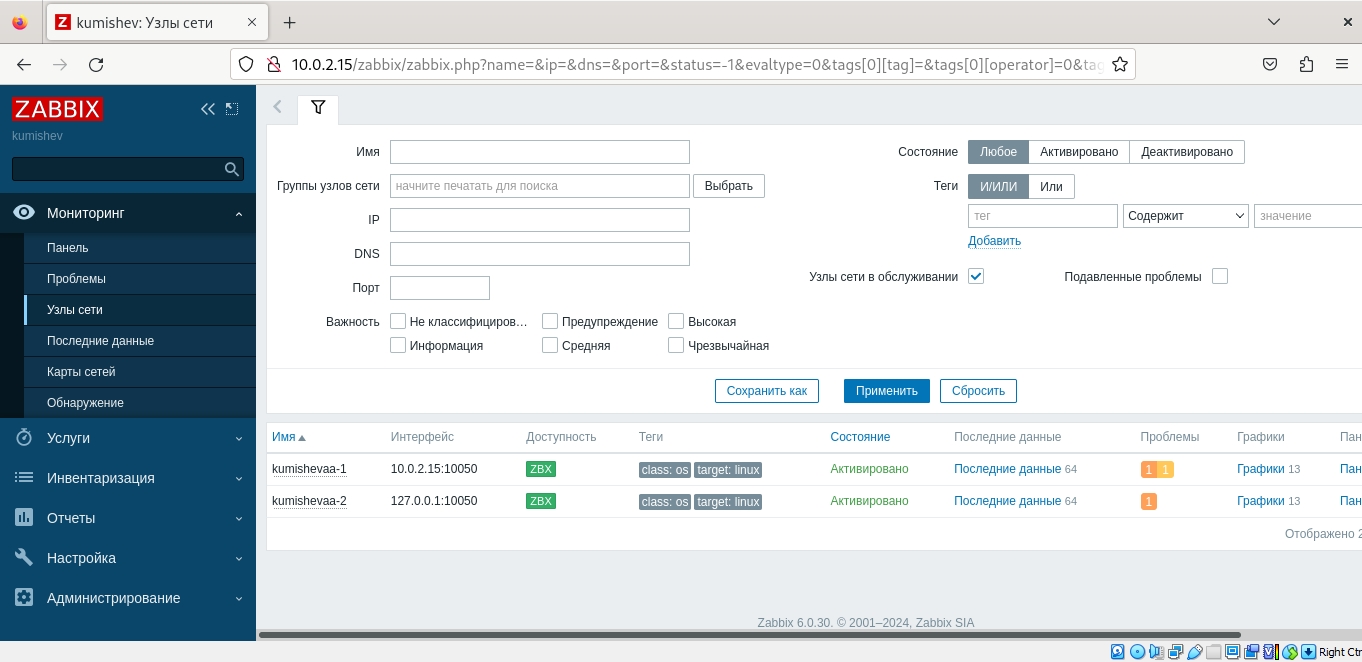 kumishev: Узлы сети
10.0.2.15/zabbix/zabbix.php?name=&ip=&dns=&port=&status=-1&evaltype=0&tags[0][tag]=&tags[0][operator]=0&tag
ZABBIX
kumishev
Мониторинг
Панель
Проблемы
Узлы сети
Последние данные
Карты сетей
Обнаружение
Услуги
Инвентаризация
Отчеты
Настройка
Администрирование
Имя
Группы узлов сети начните печатать для поиска Выбрать
IP
DNS
Порт
Важность Не классифициров… Предупреждение Высокая
Информация Средняя Чрезвычайная
Состояние Любое Активировано Деактивировано
Теги И/ИЛИ Или
тег Содержит значение
Добавить
Узлы сети в обслуживании Подавленные проблемы
Сохранить как Применить Сбросить
Имя Интерфейс Доступность Теги Состояние Последние данные Проблемы Графики Пан
kumishevaa-1 10.0.2.15:10050 ZBX class: os target: linux Активировано Последние данные 64 1 1 Графики 13 Пан
kumishevaa-2 127.0.0.1:10050 ZBX class: os target: linux Активировано Последние данные 64 1 Графики 13 Пан
Отображено 2
Zabbix 6.0.30. © 2001–2024, Zabbix SIA
Right Ctr